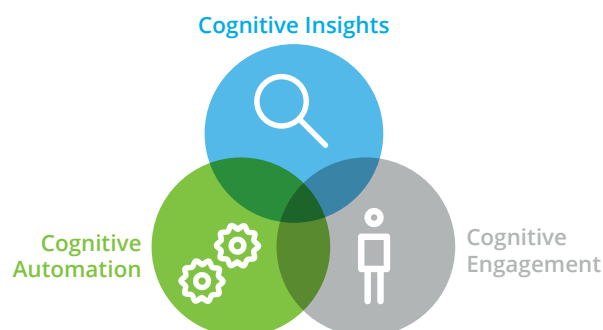 Cognitive Insights
Cognitive
Automation
Cognitive
Engagement